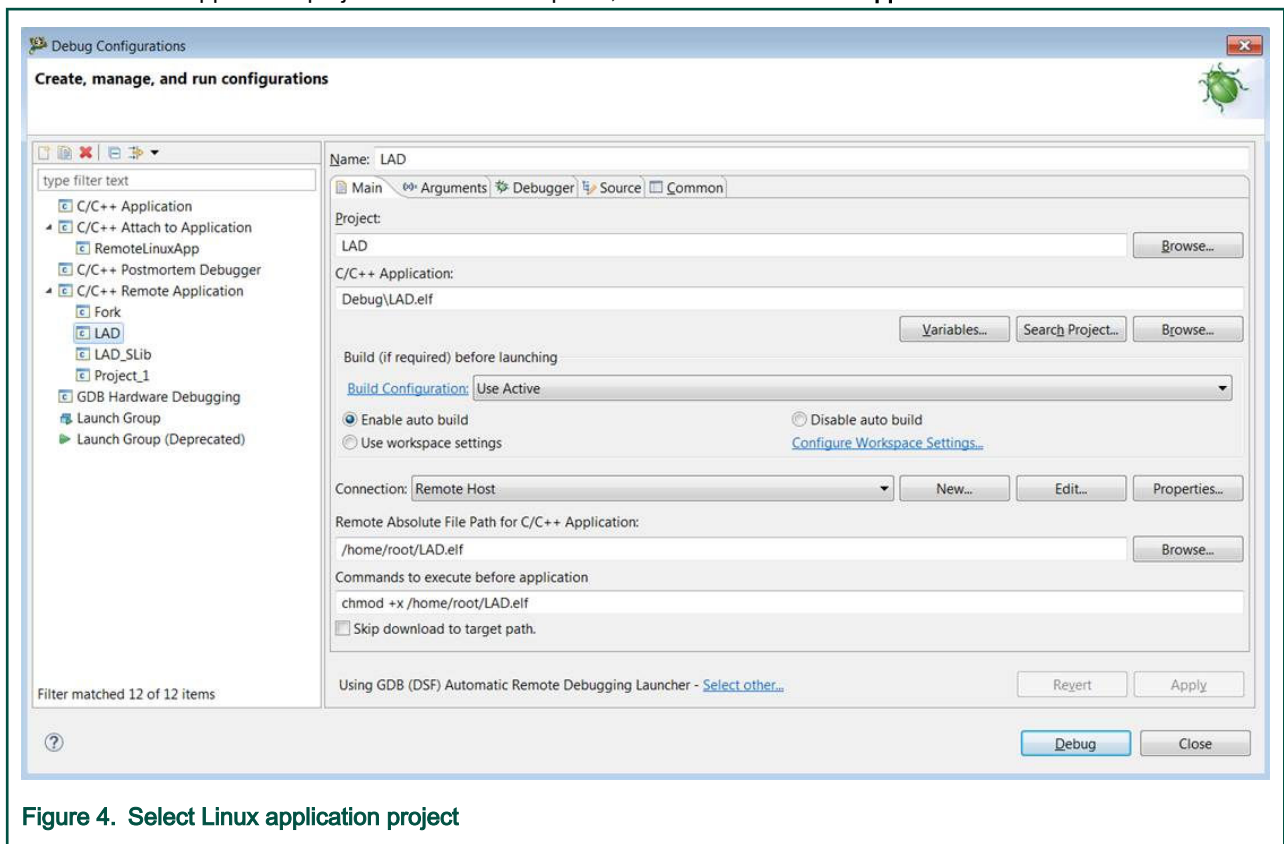 Debug Configurations
Create, manage, and run configurations
type filter text
C/C++ Application
C/C++ Attach to Application
RemoteLinuxApp
C/C++ Postmortem Debugger
C/C++ Remote Application
Fork
LAD
LAD_SLib
Project_1
GDB Hardware Debugging
Launch Group
Launch Group (Deprecated)
Filter matched 12 of 12 items
Name: LAD
Main Arguments Debugger Source Common
Project:
LAD Browse...
C/C++ Application:
Debug\LAD.elf
Variables... Search Project... Browse...
Build (if required) before launching
Build Configuration: Use Active
Enable auto build Disable auto build
Use workspace settings Configure Workspace Settings...
Connection: Remote Host New... Edit... Properties...
Remote Absolute File Path for C/C++ Application:
/home/root/LAD.elf Browse...
Commands to execute before application
chmod +x /home/root/LAD.elf
Skip download to target path.
Using GDB (DSF) Automatic Remote Debugging Launcher - Select other... Revert Apply
Debug Close
Figure 4. Select Linux application project